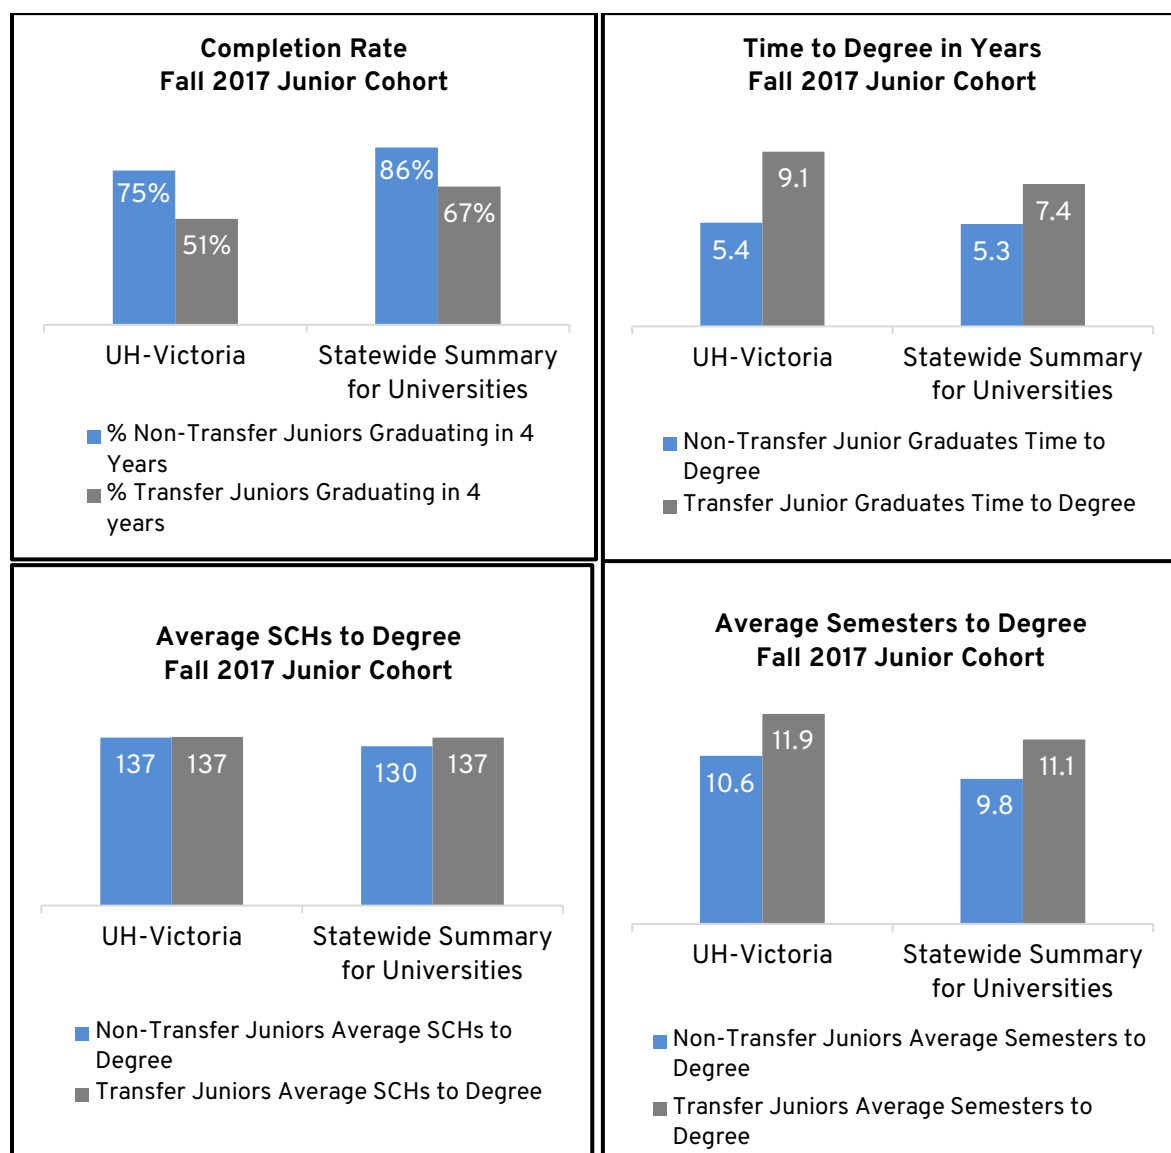 Completion Rate
Fall 2017 Junior Cohort
75%
51%
86%
67%
UH-Victoria
Statewide Summary
for Universities
% Non-Transfer Juniors Graduating in 4
Years
% Transfer Juniors Graduating in 4
years
Time to Degree in Years
Fall 2017 Junior Cohort
5.4
9.1
5.3
7.4
UH-Victoria
Statewide Summary
for Universities
Non-Transfer Junior Graduates Time to
Degree
Transfer Junior Graduates Time to Degree
Average SCHs to Degree
Fall 2017 Junior Cohort
137
137
130
137
UH-Victoria
Statewide Summary
for Universities
Non-Transfer Juniors Average SCHs to
Degree
Transfer Juniors Average SCHs to Degree
Average Semesters to Degree
Fall 2017 Junior Cohort
10.6
11.9
9.8
11.1
UH-Victoria
Statewide Summary
for Universities
Non-Transfer Juniors Average Semesters to
Degree
Transfer Juniors Average Semesters to
Degree